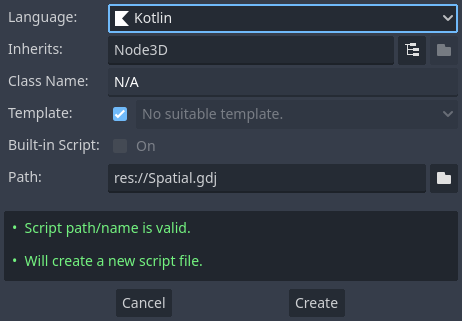 Language: Kotlin
Inherits: Node3D
Class Name: N/A
Template: No suitable template.
Built-in Script: On
Path: res://Spatial.gdj
• Script path/name is valid.
• Will create a new script file.
Cancel Create